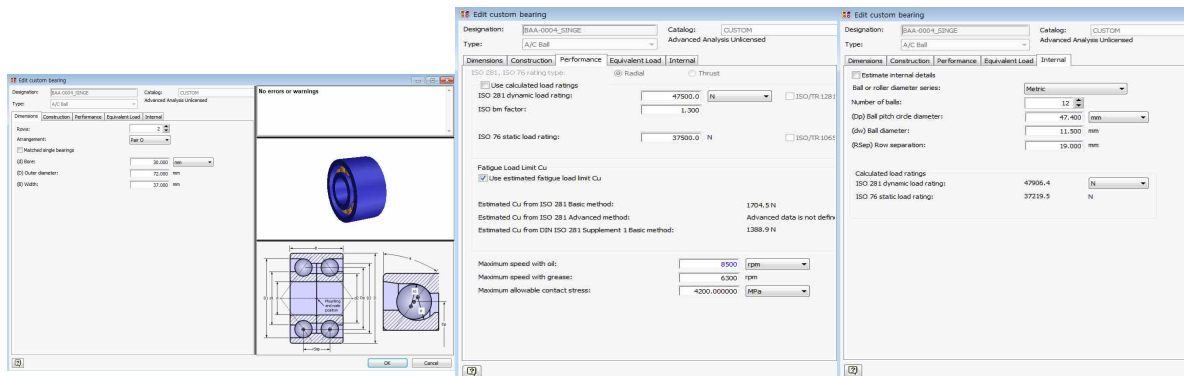 Edit custom bearing
Designation: BAA-0004_SINGE Catalog: CUSTOM
Type: A/C Ball Advanced Analysis Unlicensed
Dimensions Construction Performance Equivalent Load Internal
Rows: 2
Arrangement: Pair O
Matched single bearings
(d) Bore: 30.000 mm
(D) Outer diameter: 72.000 mm
(B) Width: 37.000 mm
No errors or warnings
Mounting
and node
position
OK Cancel
Edit custom bearing
Designation: BAA-0004_SINGE Catalog: CUSTOM
Type: A/C Ball Advanced Analysis Unlicensed
Dimensions Construction Performance Equivalent Load Internal
ISO 281, ISO 76 rating type: Radial Thrust
Use calculated load ratings
ISO 281 dynamic load rating: 47500.0 N ISO/TR 1281
ISO bm factor: 1.300
ISO 76 static load rating: 37500.0 N ISO/TR 1065
Fatigue Load Limit Cu
Use estimated fatigue load limit Cu
Estimated Cu from ISO 281 Basic method: 1704.5 N
Estimated Cu from ISO 281 Advanced method: Advanced data is not defin
Estimated Cu from DIN ISO 281 Supplement 1 Basic method: 1388.9 N
Maximum speed with oil: 8500 rpm
Maximum speed with grease: 6300 rpm
Maximum allowable contact stress: 4200.000000 MPa
Edit custom bearing
Designation: BAA-0004_SINGE Catalog: CUSTOM
Type: A/C Ball Advanced Analysis Unlicensed
Dimensions Construction Performance Equivalent Load Internal
Estimate internal details
Ball or roller diameter series: Metric
Number of balls: 12
(Dp) Ball pitch circle diameter: 47.400 mm
(dw) Ball diameter: 11.500 mm
(RSep) Row separation: 19.000 mm
Calculated load ratings
ISO 281 dynamic load rating: 47906.4 N
ISO 76 static load rating: 37219.5 N